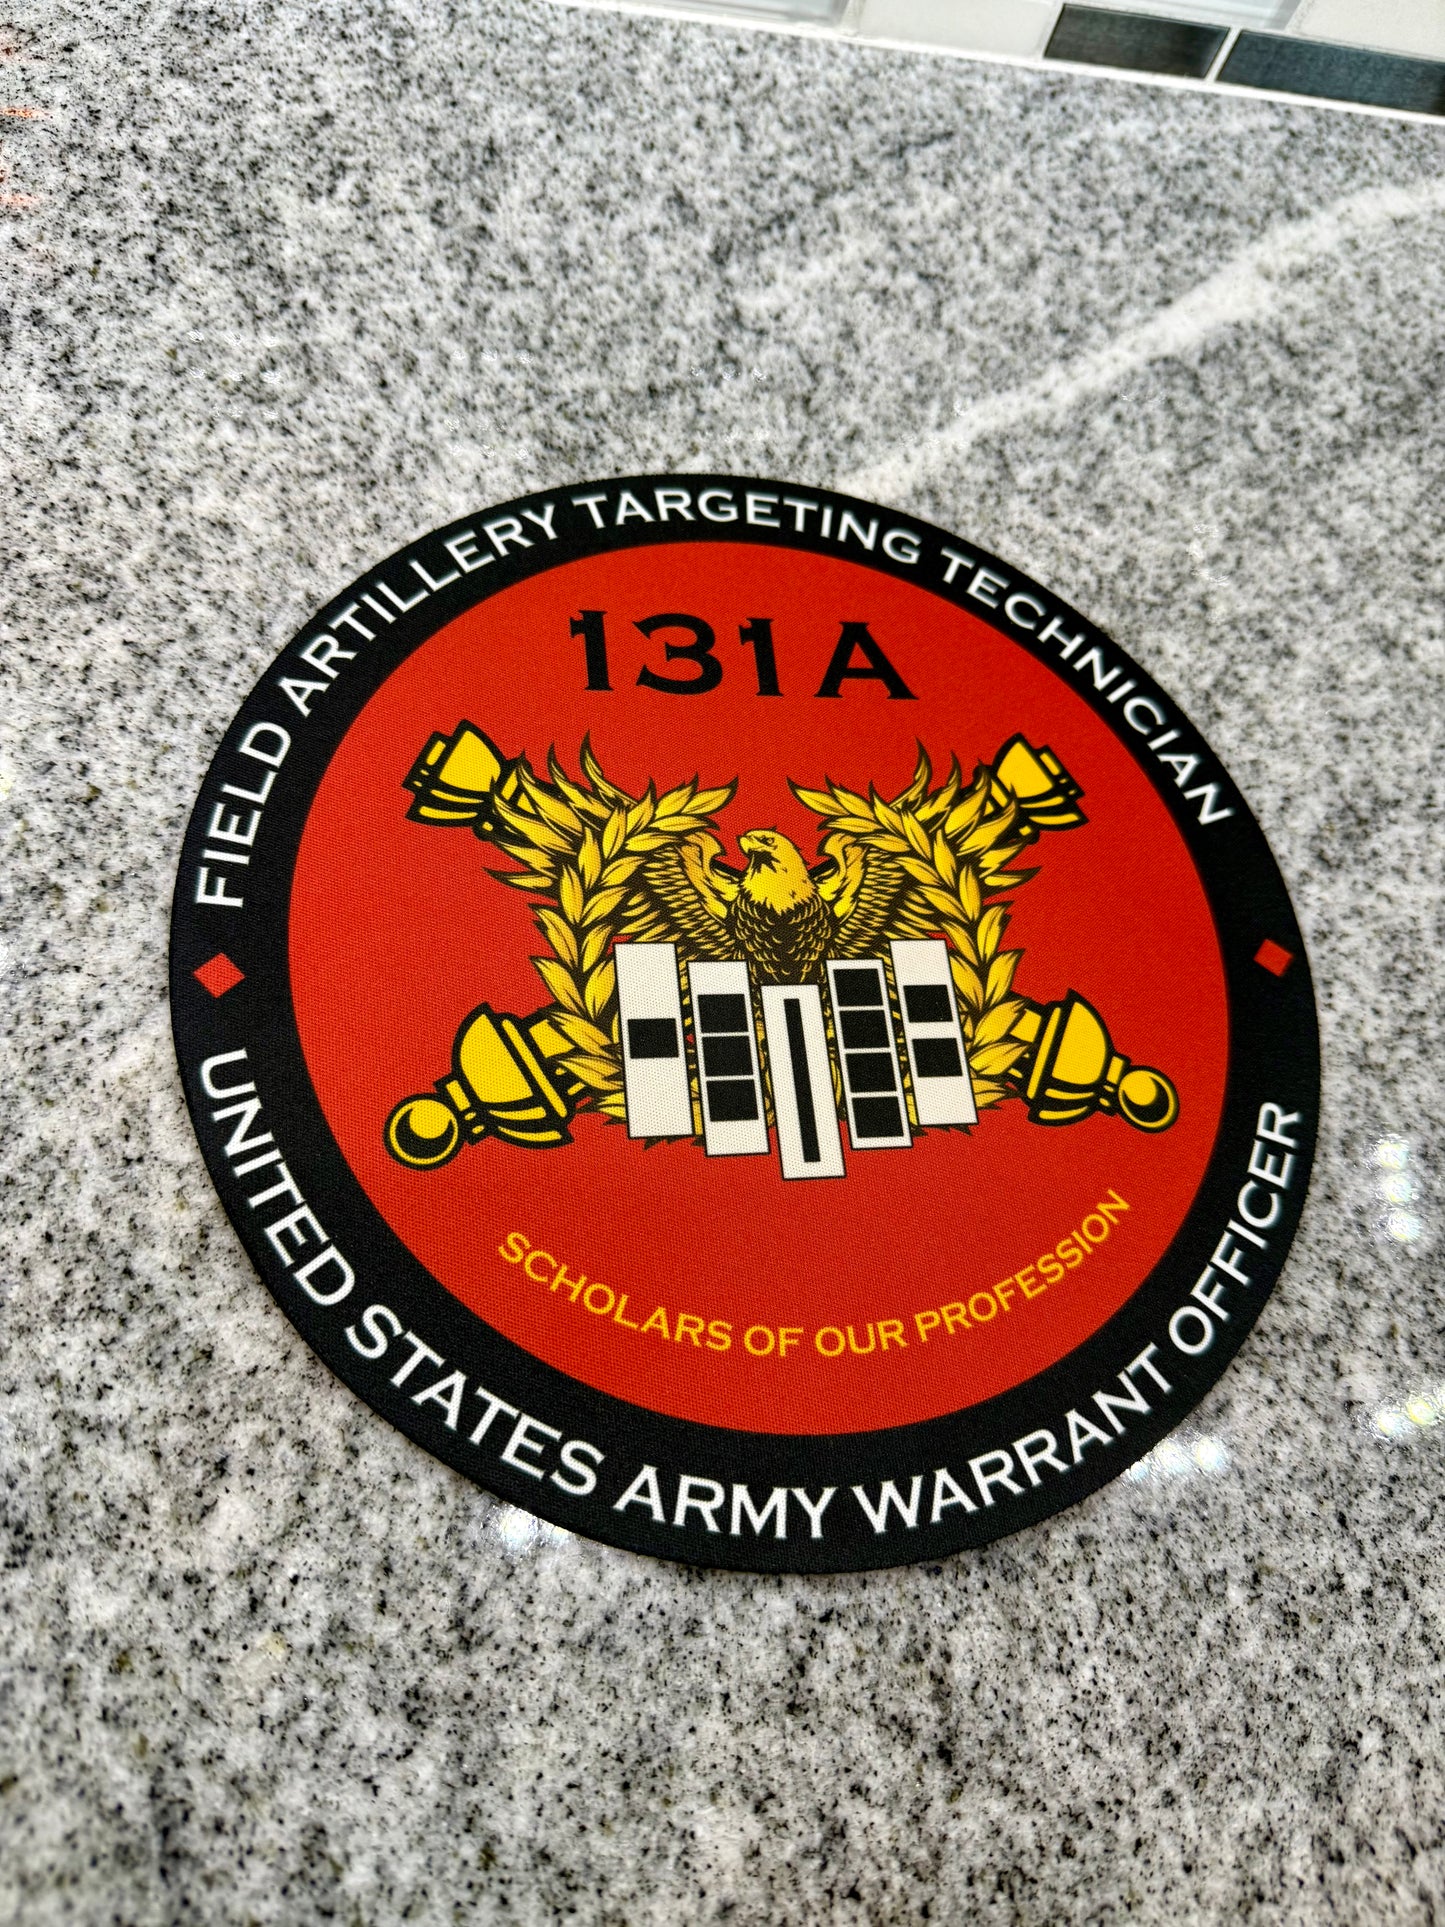 FIELD ARTILLERY TARGETING TECHNICIAN
131A
SCHOLARS OF OUR PROFESSION
UNITED STATES ARMY WARRANT OFFICER